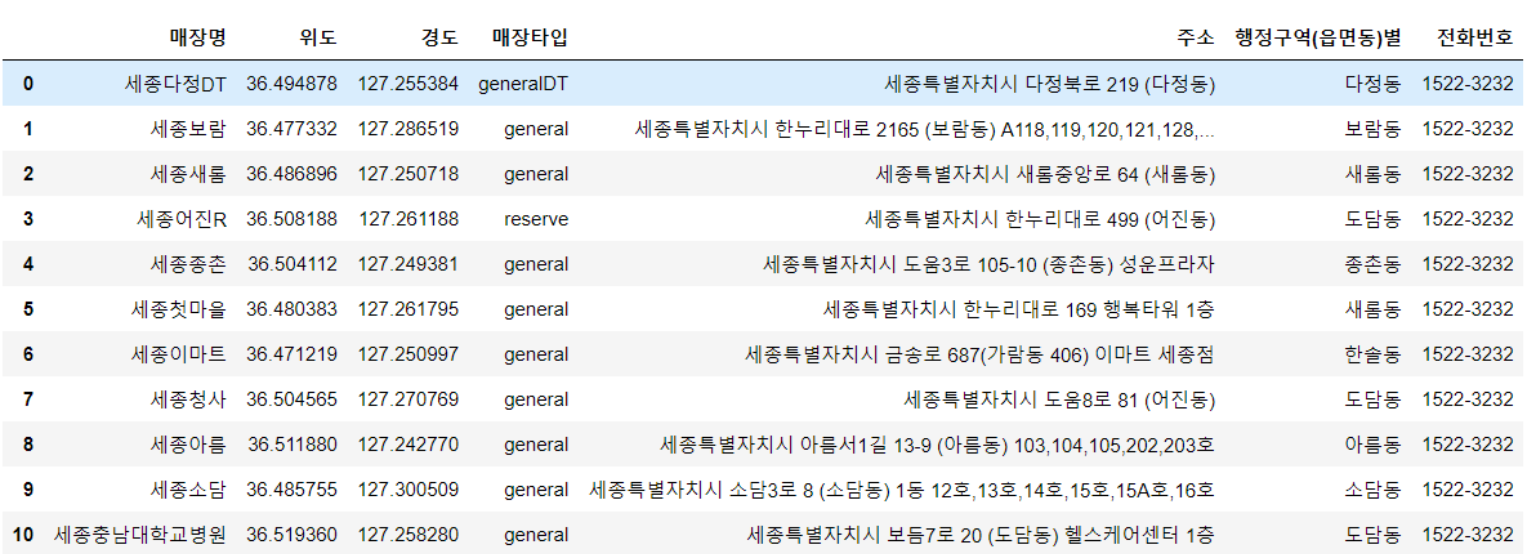 매장명 위도 경도 매장타입 주소 행정구역(읍면동)별 전화번호
0 세종다정DT 36.494878 127.255384 generalDT 세종특별자치시 다정북로 219 (다정동) 다정동 1522-3232
1 세종보람 36.477332 127.286519 general 세종특별자치시 한누리대로 2165 (보람동) A118,119,120,121,128,... 보람동 1522-3232
2 세종새롬 36.486896 127.250718 general 세종특별자치시 새롬중앙로 64 (새롬동) 새롬동 1522-3232
3 세종어진R 36.508188 127.261188 reserve 세종특별자치시 한누리대로 499 (어진동) 도담동 1522-3232
4 세종종촌 36.504112 127.249381 general 세종특별자치시 도움3로 105-10 (종촌동) 성운프라자 종촌동 1522-3232
5 세종첫마을 36.480383 127.261795 general 세종특별자치시 한누리대로 169 행복타워 1층 새롬동 1522-3232
6 세종이마트 36.471219 127.250997 general 세종특별자치시 금송로 687(가람동 406) 이마트 세종점 한솔동 1522-3232
7 세종청사 36.504565 127.270769 general 세종특별자치시 도움8로 81 (어진동) 도담동 1522-3232
8 세종아름 36.511880 127.242770 general 세종특별자치시 아름서1길 13-9 (아름동) 103,104,105,202,203호 아름동 1522-3232
9 세종소담 36.485755 127.300509 general 세종특별자치시 소담3로 8 (소담동) 1동 12호,13호,14호,15호,15A호,16호 소담동 1522-3232
10 세종충남대학교병원 36.519360 127.258280 general 세종특별자치시 보듬7로 20 (도담동) 헬스케어센터 1층 도담동 1522-3232